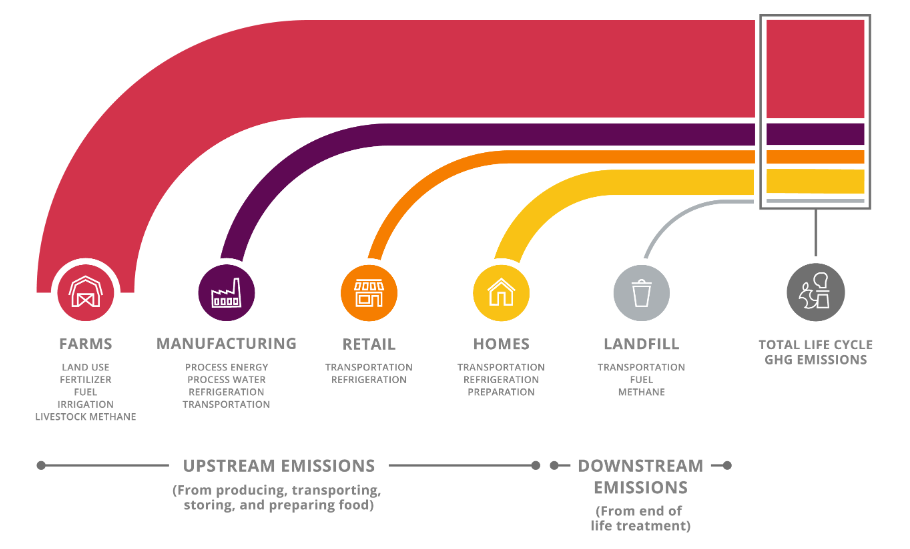 FARMS
LAND USE
FERTILIZER
FUEL
IRRIGATION
LIVESTOCK METHANE
MANUFACTURING
PROCESS ENERGY
PROCESS WATER
REFRIGERATION
TRANSPORTATION
RETAIL
TRANSPORTATION
REFRIGERATION
HOMES
TRANSPORTATION
REFRIGERATION
PREPARATION
LANDFILL
TRANSPORTATION
FUEL
METHANE
TOTAL LIFE CYCLE
GHG EMISSIONS
UPSTREAM EMISSIONS
(From producing, transporting,
storing, and preparing food)
DOWNSTREAM
EMISSIONS
(From end of
life treatment)